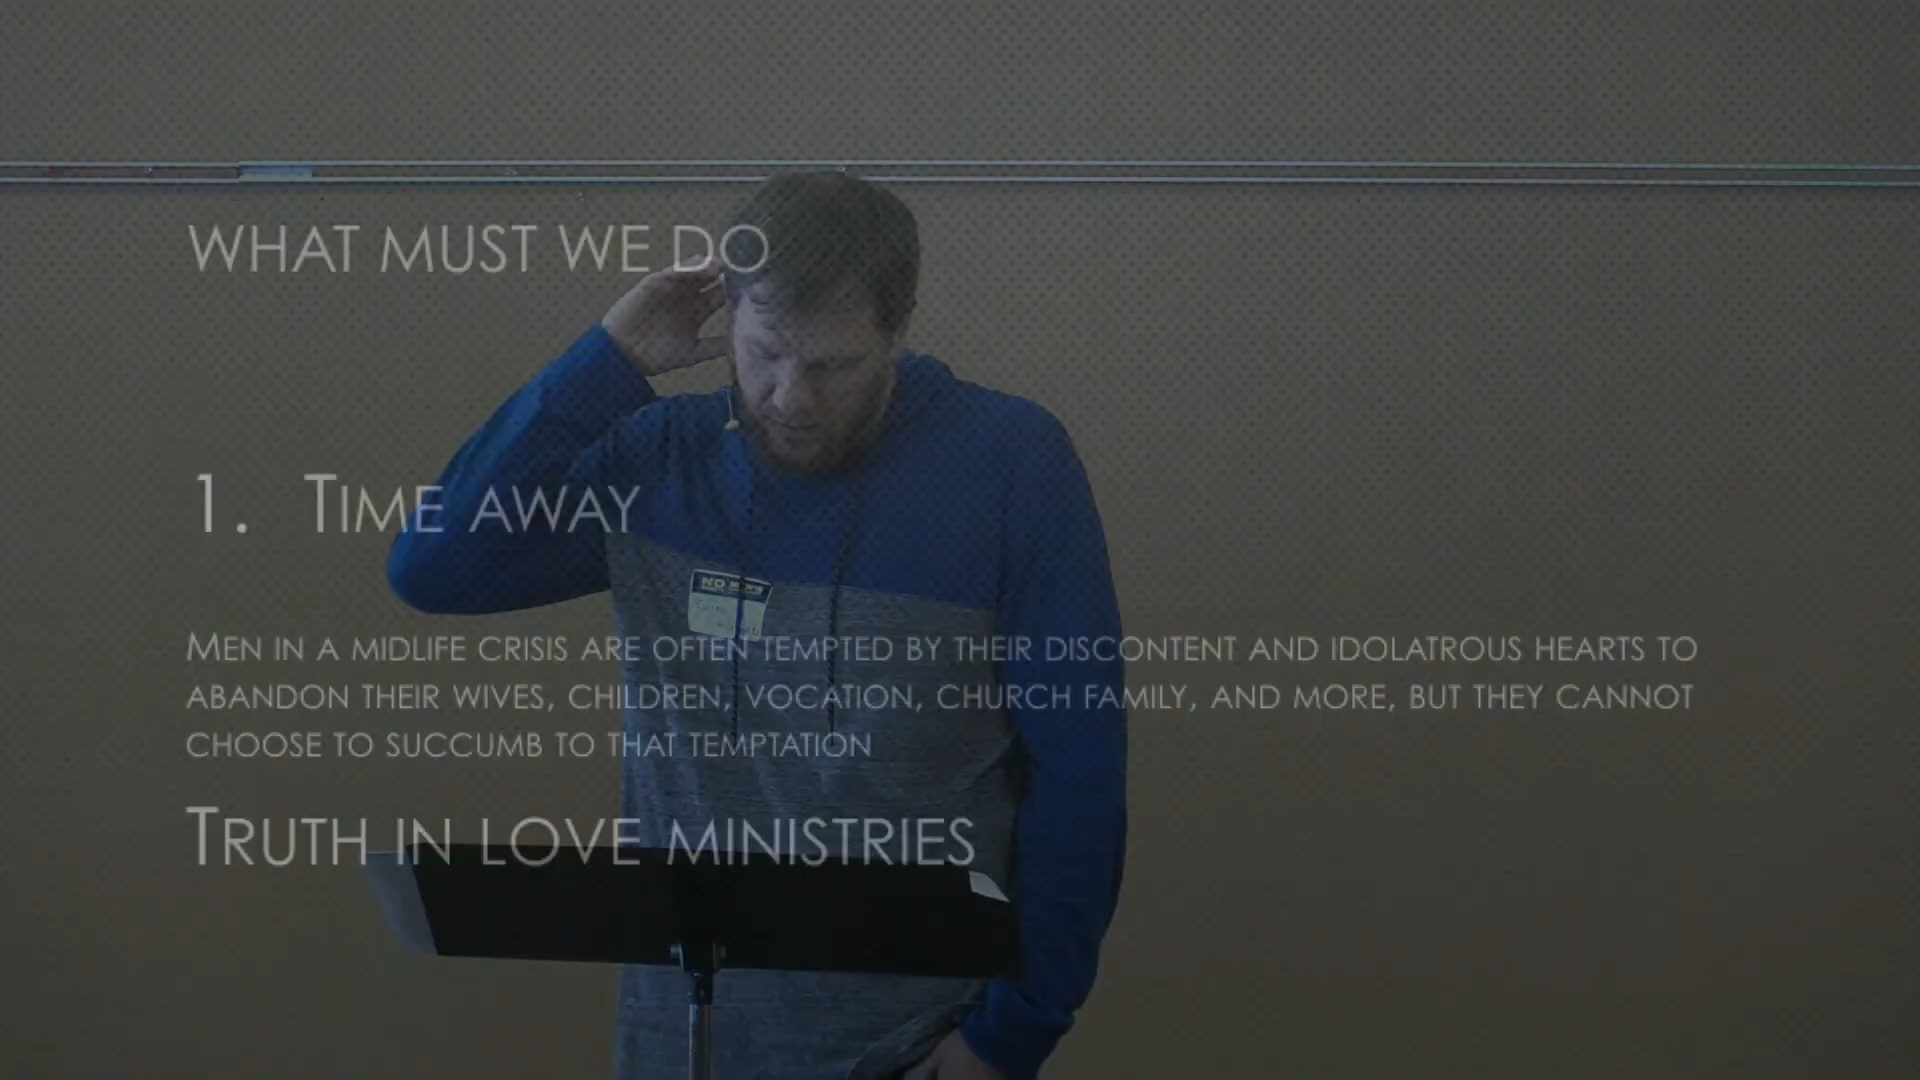 WHAT MUST WE DO
1. TIME AWAY
NO
MEN IN A MIDLIFE CRISIS ARE OFTEN TEMPTED BY THEIR DISCONTENT AND IDOLATROUS HEARTS TO
ABANDON THEIR WIVES, CHILDREN, VOCATION, CHURCH FAMILY, AND MORE, BUT THEY CANNOT
CHOOSE TO SUCCUMB TO THAT TEMPTATION
TRUTH IN LOVE MINISTRIES